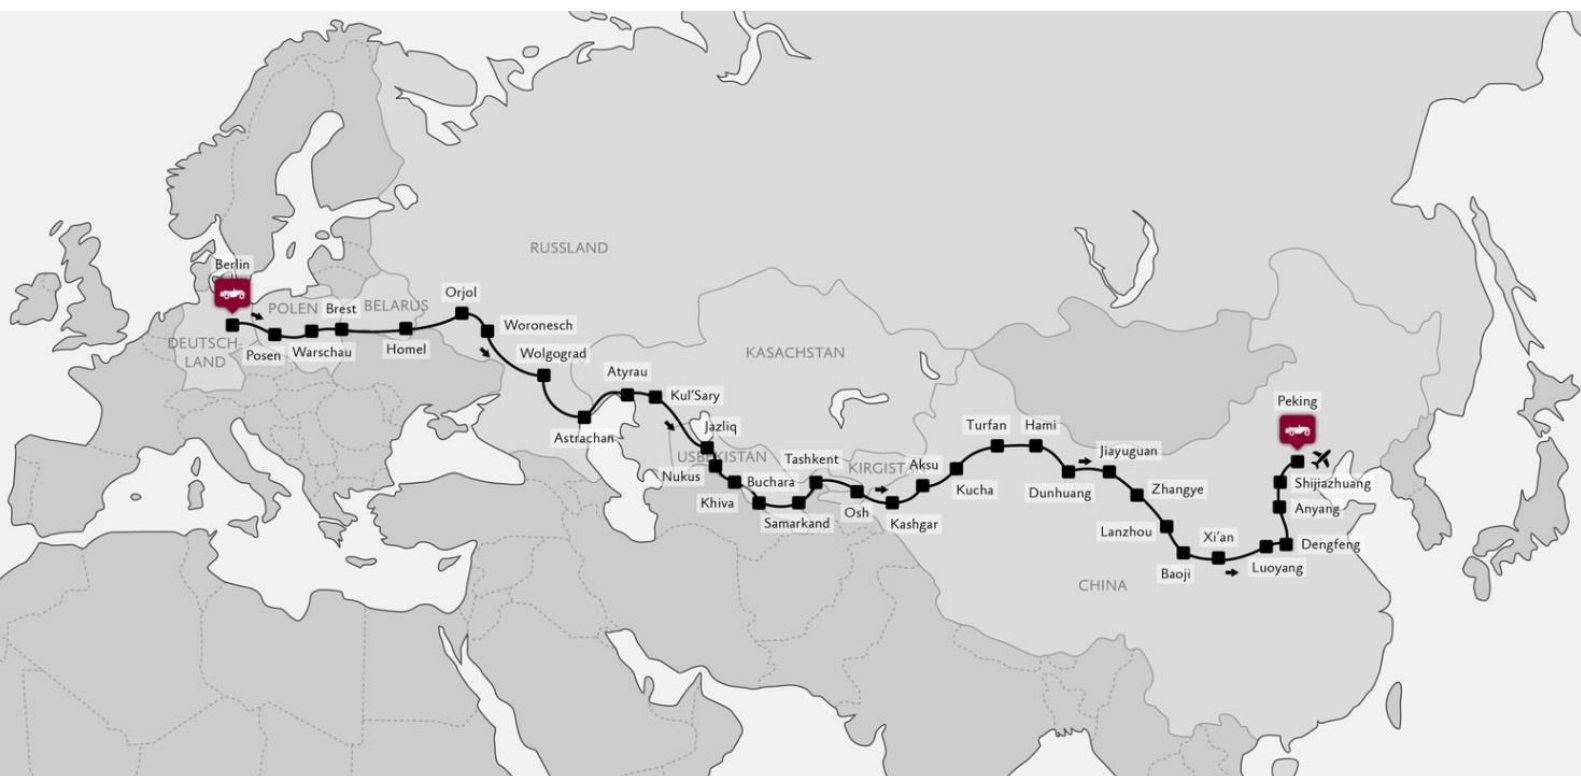 RUSSLAND
Berlin
POLEN
Brest
BELARUS
Orjol
Woronesch
DEUTSCH-
LAND
Posen
Warschau
Homel
Wolgograd
KASACHSTAN
Atyrau
Kul'Sary
Astrachan
Jazliq
USBEKISTAN
Nukus
Khiva
Buchara
Samarkand
Tashkent
KIRGIST
Osh
Kashgar
Aksu
Kucha
Turfan
Hami
Dunhuang
Jiayuguan
Zhangye
Lanzhou
Baoji
Xi'an
Luoyang
Dengfeng
Anyang
Shijiazhuang
Peking
CHINA